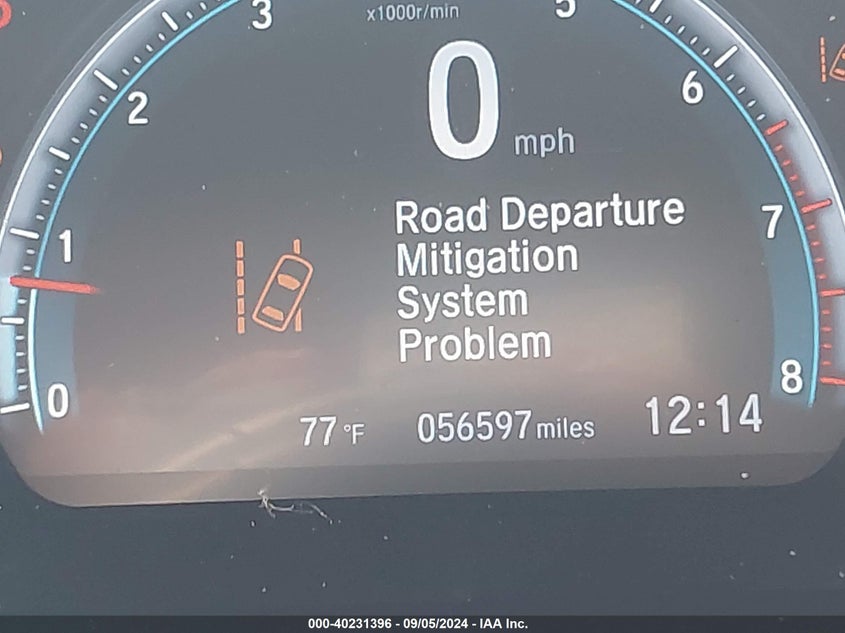 3
x1000r/min
5
2
0 mph
6
1
Road Departure
Mitigation
System
Problem
7
0
8
77 °F
056597 miles
12:14
000-40231396 - 09/05/2024 - IAA Inc.